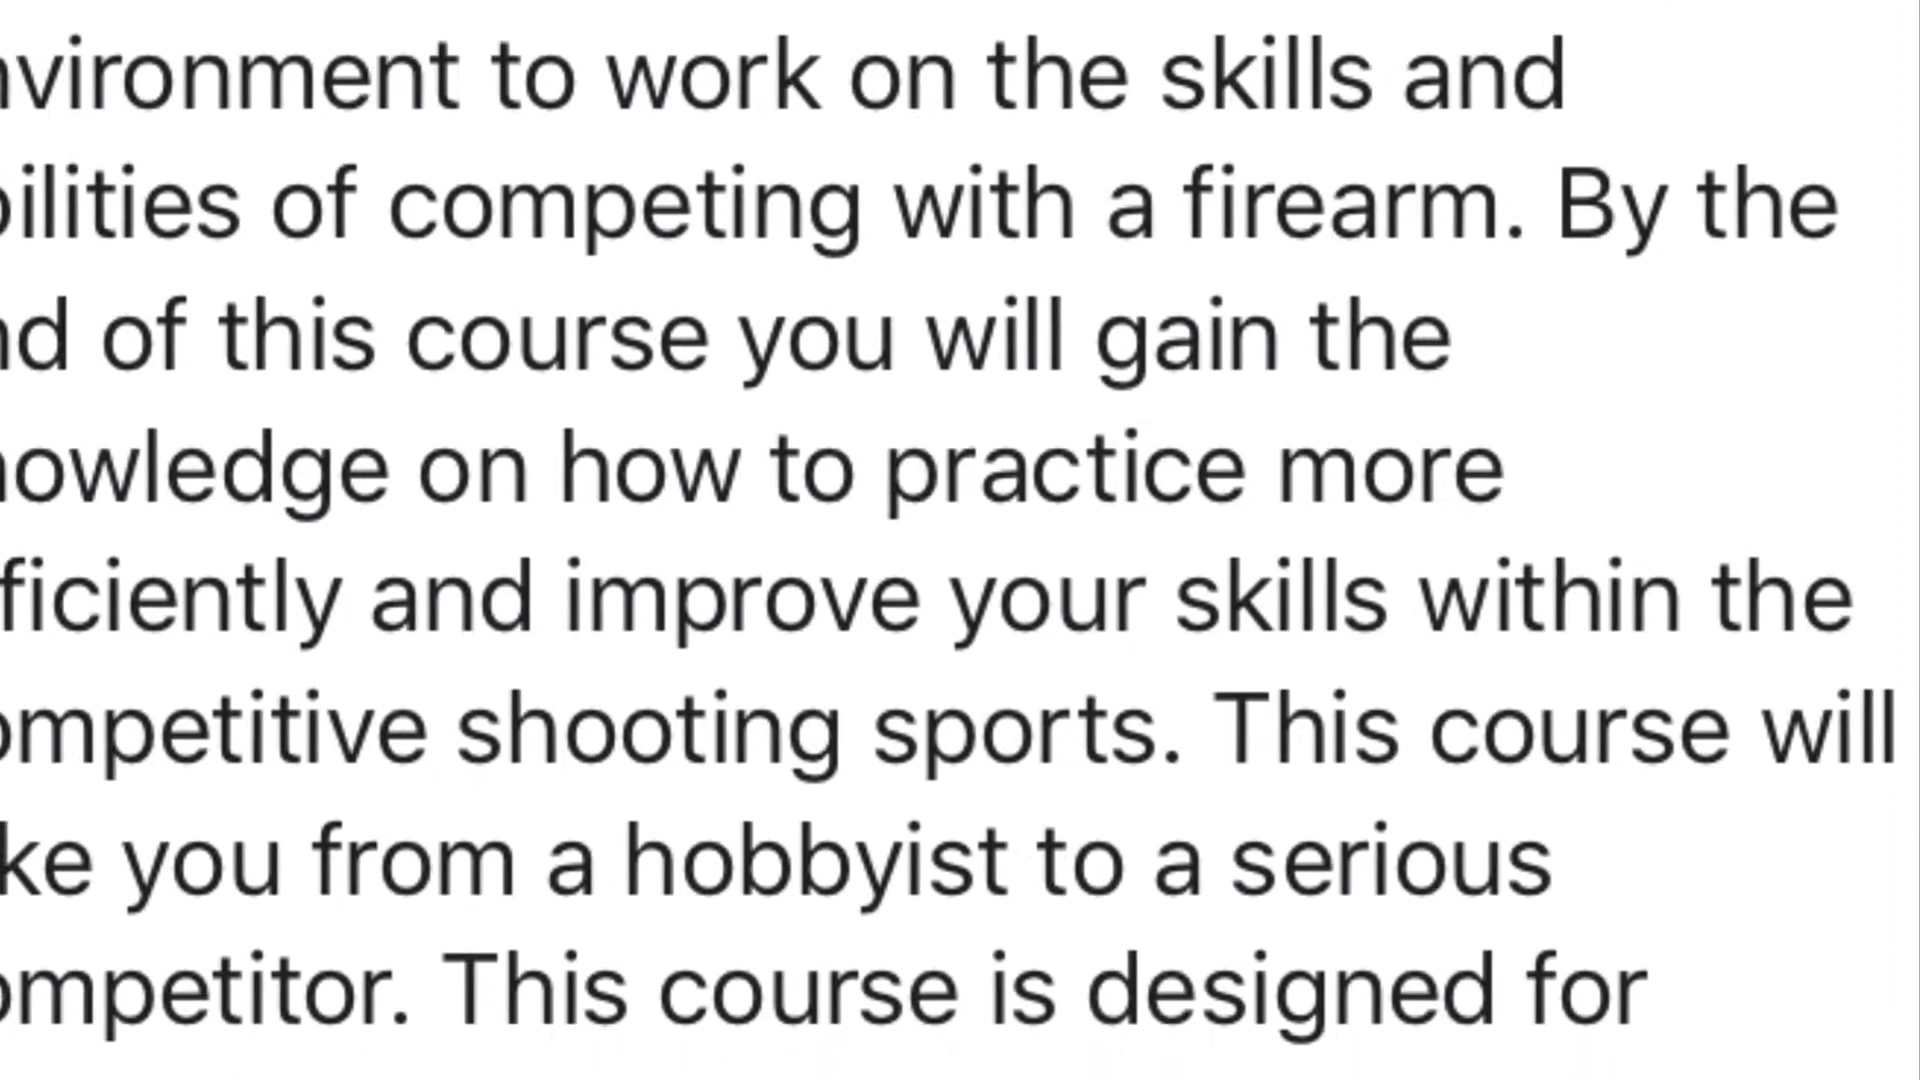 nvironment to work on the skills and
bilities of competing with a firearm. By the
nd of this course you will gain the
nowledge on how to practice more
fficiently and improve your skills within the
ompetitive shooting sports. This course will
ke you from a hobbyist to a serious
ompetitor. This course is designed for